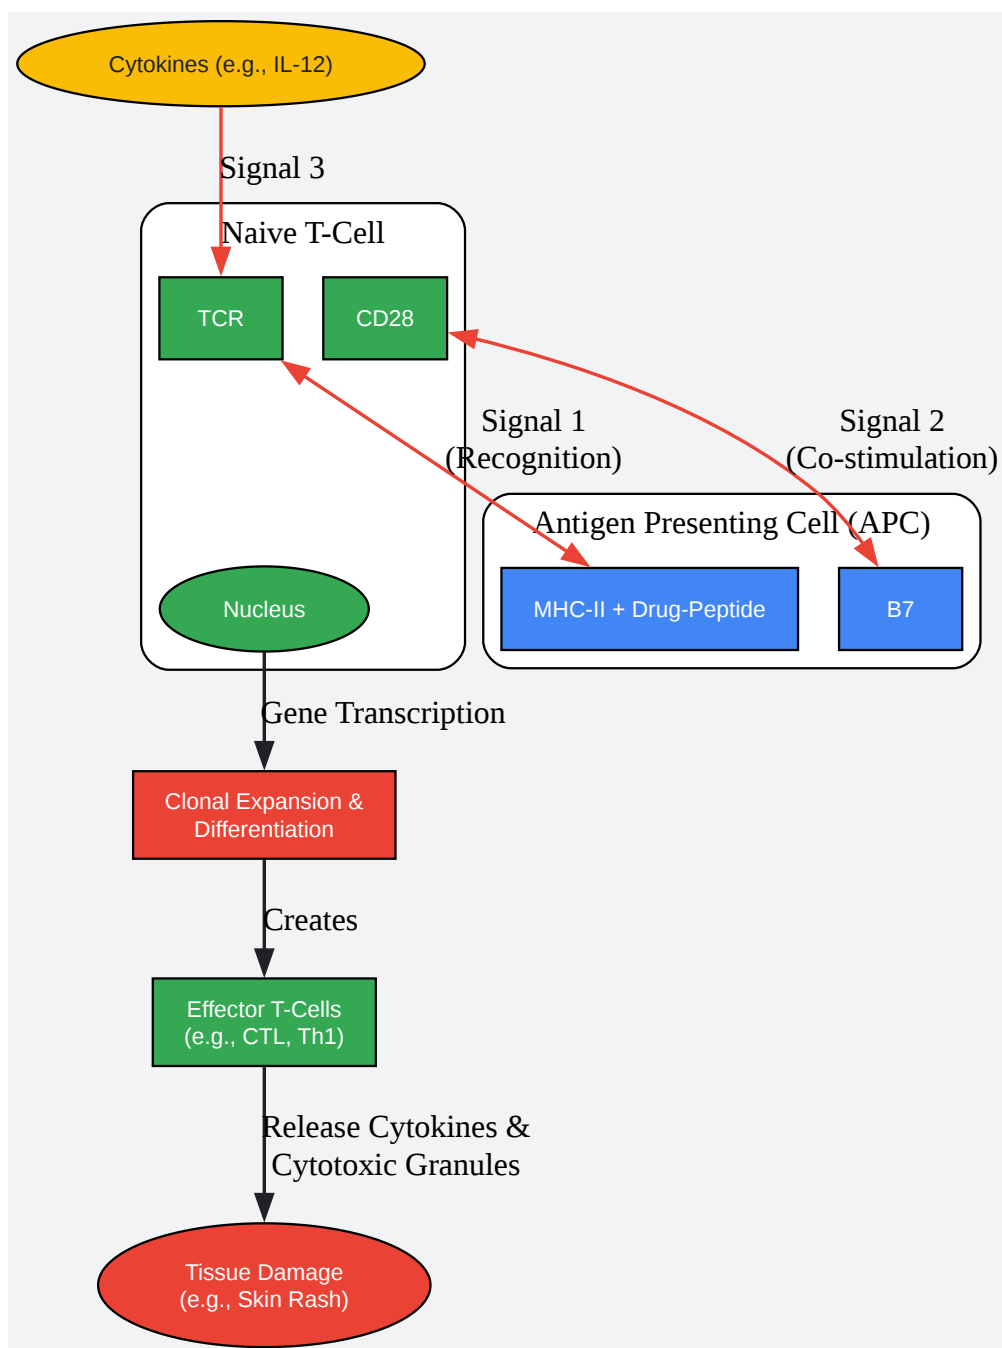 Cytokines (e.g., IL-12)
Signal 3
Naive T-Cell
TCR
CD28
Signal 1
(Recognition)
Signal 2
(Co-stimulation)
Antigen Presenting Cell (APC)
MHC-II + Drug-Peptide
B7
Nucleus
Gene Transcription
Clonal Expansion &
Differentiation
Creates
Effector T-Cells
(e.g., CTL, Th1)
Release Cytokines &
Cytotoxic Granules
Tissue Damage
(e.g., Skin Rash)